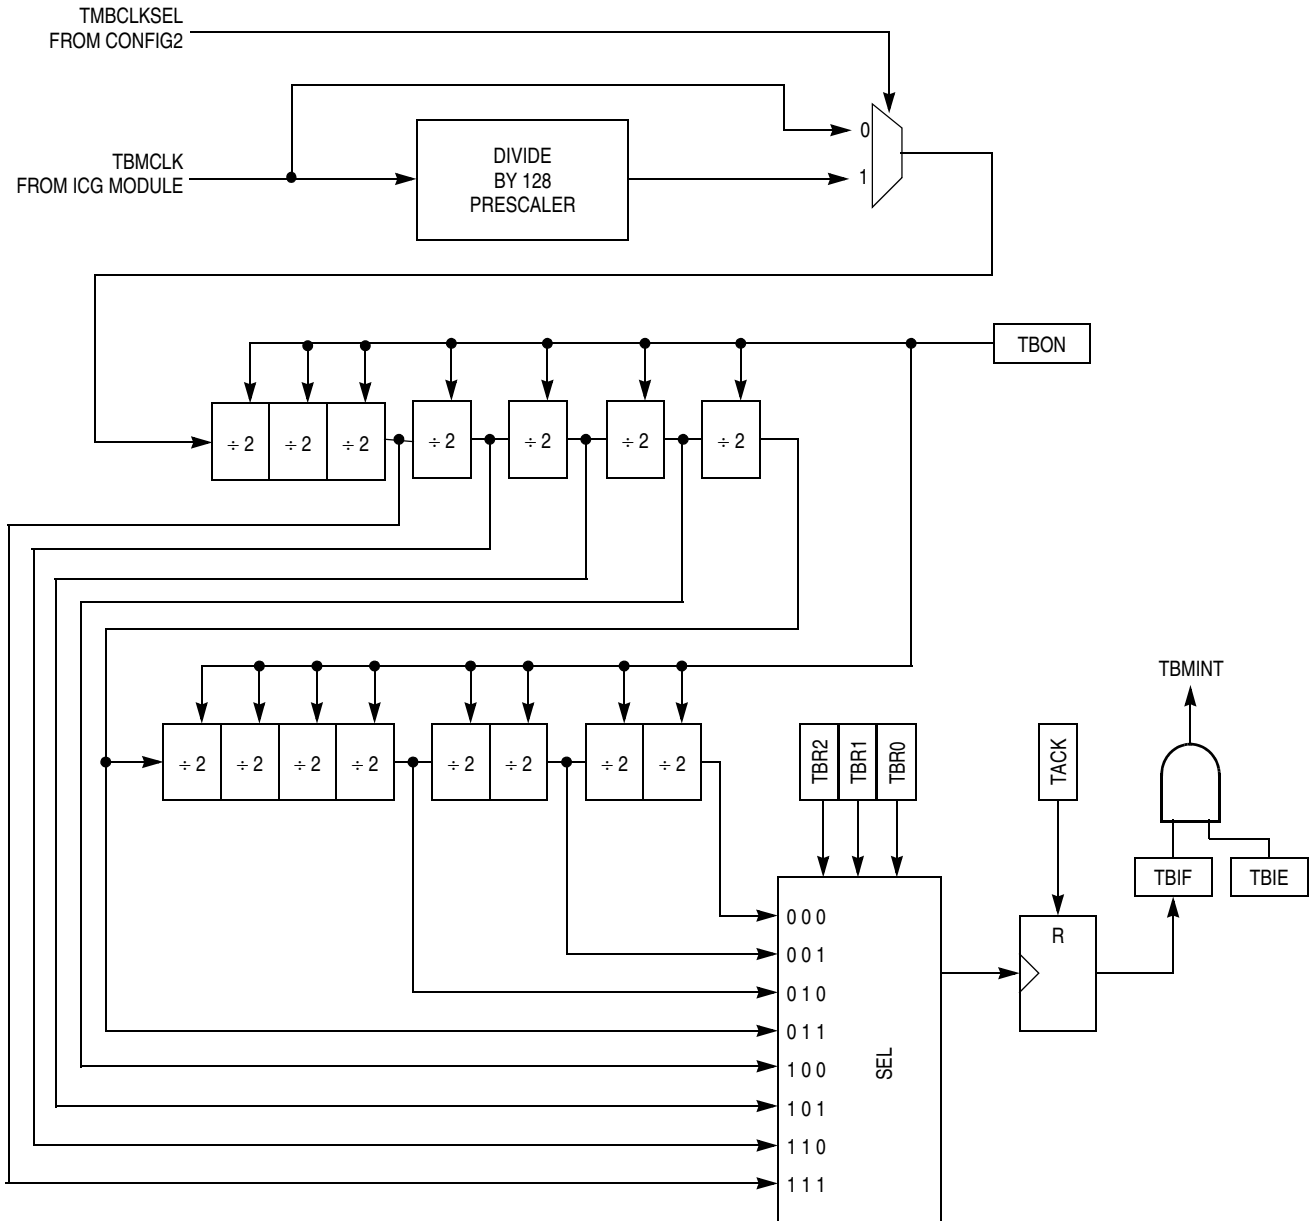 TMBCLKSEL
FROM CONFIG2
0
TBMCLK
FROM ICG MODULE
DIVIDE
BY 128
PRESCALER
1
TBON
÷ 2
÷ 2
÷ 2
÷ 2
÷ 2
÷ 2
÷ 2
TBMINT
÷ 2
÷ 2
÷ 2
÷ 2
÷ 2
÷ 2
÷ 2
÷ 2
TBR2
TBR1
TBR0
TACK
TBIF
TBIE
0 0 0
0 0 1
0 1 0
0 1 1
1 0 0
1 0 1
1 1 0
1 1 1
SEL
R